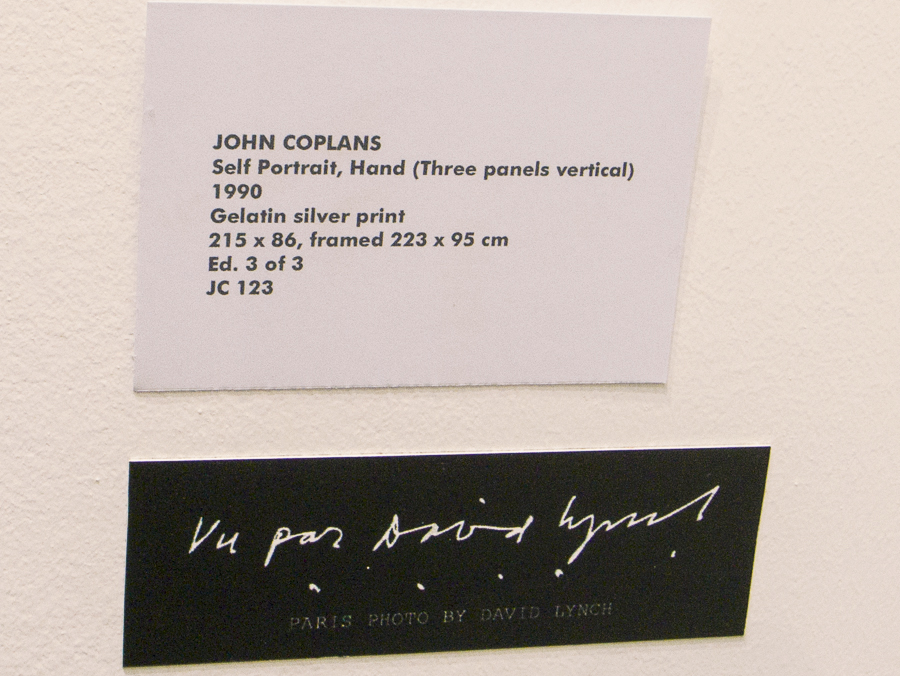 JOHN COPLANS
Self Portrait, Hand (Three panels vertical)
1990
Gelatin silver print
215 x 86, framed 223 x 95 cm
Ed. 3 of 3
JC 123
Vu par David Lynch
PARIS PHOTO BY DAVID LYNCH